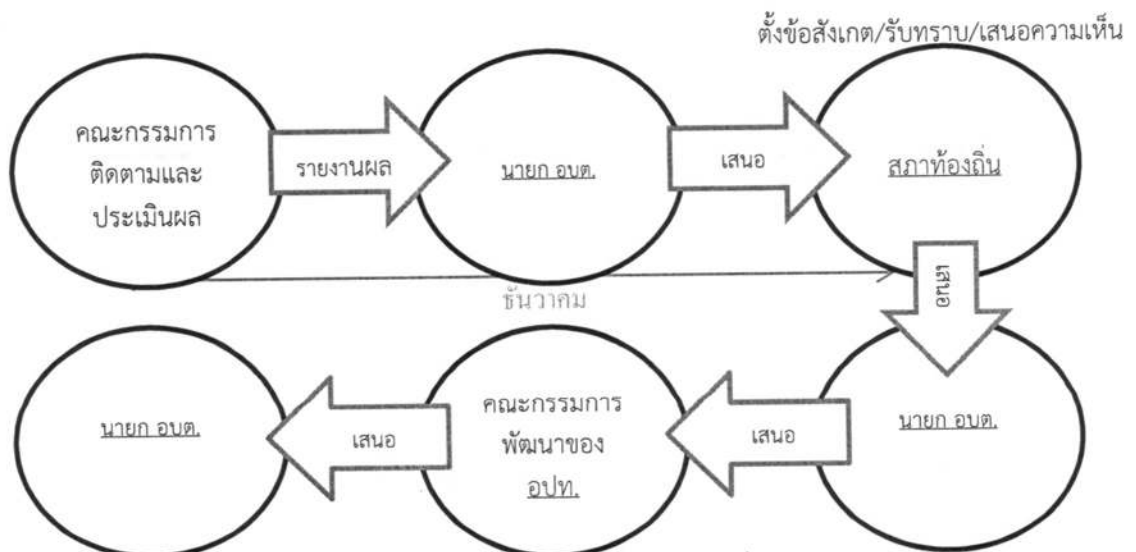 ตั้งข้อสังเกต/รับทราบ/เสนอความเห็น
คณะกรรมการ
ติดตามและ
ประเมินผล
รายงานผล
นายก อบต.
เสนอ
สภาท้องถิ่น
ธันวาคม
เสนอ
นายก อบต.
เสนอ
คณะกรรมการ
พัฒนาของ
อปท.
เสนอ
นายก อบต.